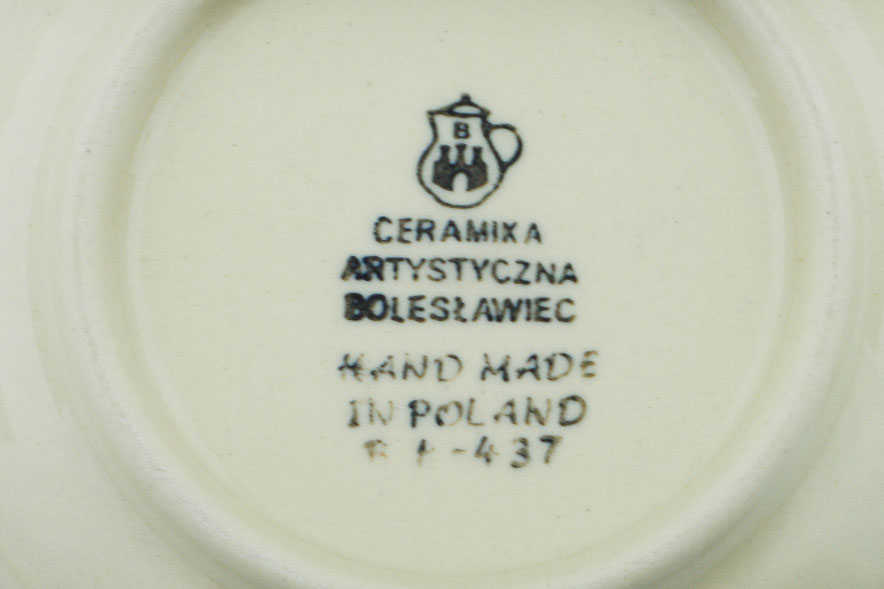 B
CERAMIKA
ARTYSTYCZNA
BOLESŁAWIEC
HAND MADE
IN POLAND
-437